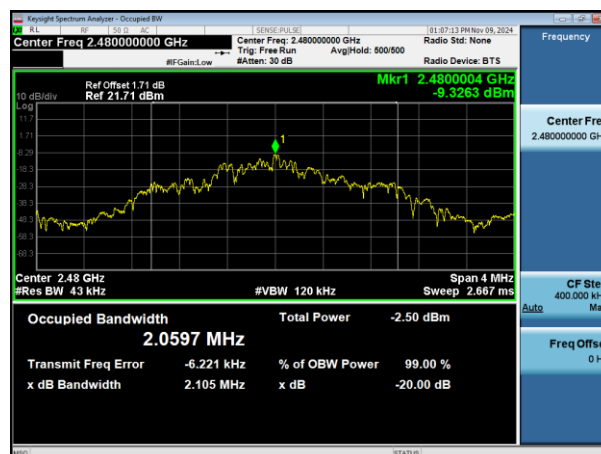 Keysight Spectrum Analyzer - Occupied BW
RL RF 50 Ω AC SENSE:PULSE 01:07:13 PM Nov 09, 2024
Center Freq 2.480000000 GHz
Center Freq: 2.480000000 GHz
Radio Std: None
Trig: Free Run Avg|Hold: 500/500
#IFGain:Low #Atten: 30 dB Radio Device: BTS
Frequency
Ref Offset 1.71 dB
Mkr1 2.4800004 GHz
10 dB/div Ref 21.71 dBm -9.3263 dBm
Log
11.7
1.71
-8.29
-18.3
-28.3
-38.3
-48.3
-58.3
-68.3
1
Center Fre
2.480000000 GH
Center 2.48 GHz Span 4 MHz
#Res BW 43 kHz #VBW 120 kHz Sweep 2.667 ms
CF Ste
400.000 kH
Auto Ma
Occupied Bandwidth Total Power -2.50 dBm
2.0597 MHz
Transmit Freq Error -6.221 kHz % of OBW Power 99.00 %
x dB Bandwidth 2.105 MHz x dB -20.00 dB
Freq Offse
0 H
MSG STATUS